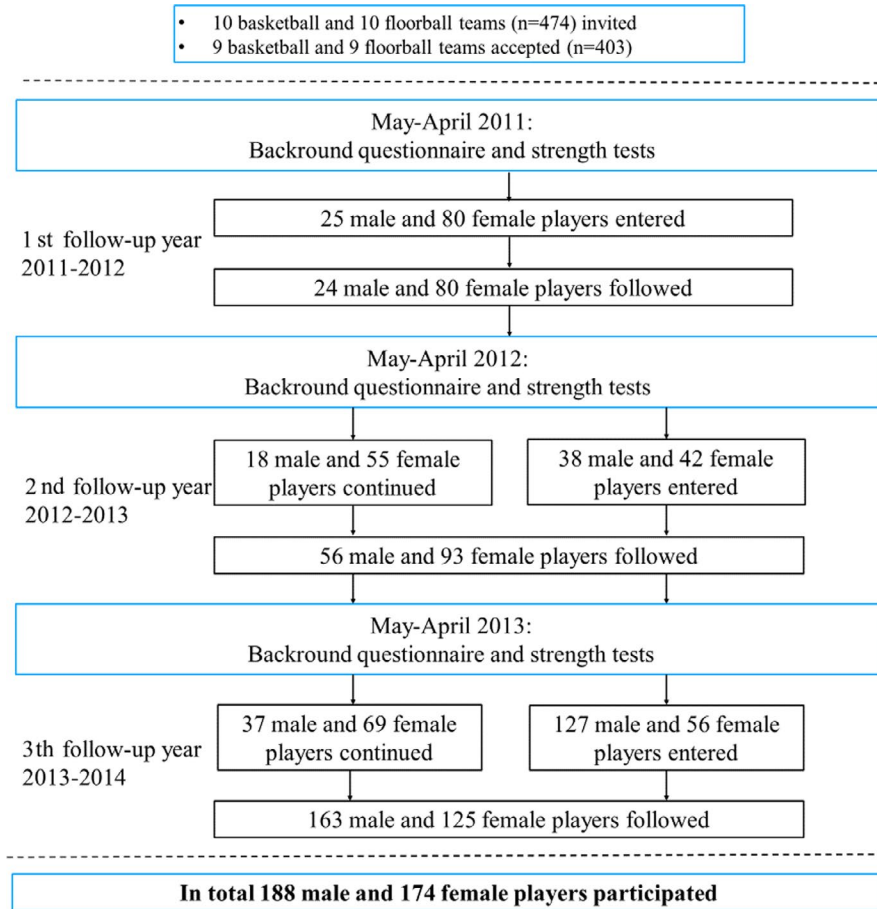 • 10 basketball and 10 floorball teams (n=474) invited
• 9 basketball and 9 floorball teams accepted (n=403)
May-April 2011:
Backround questionnaire and strength tests
1 st follow-up year
2011-2012
25 male and 80 female players entered
24 male and 80 female players followed
May-April 2012:
Backround questionnaire and strength tests
2 nd follow-up year
2012-2013
18 male and 55 female
players continued
38 male and 42 female
players entered
56 male and 93 female players followed
May-April 2013:
Backround questionnaire and strength tests
3th follow-up year
2013-2014
37 male and 69 female
players continued
127 male and 56 female
players entered
163 male and 125 female players followed
In total 188 male and 174 female players participated